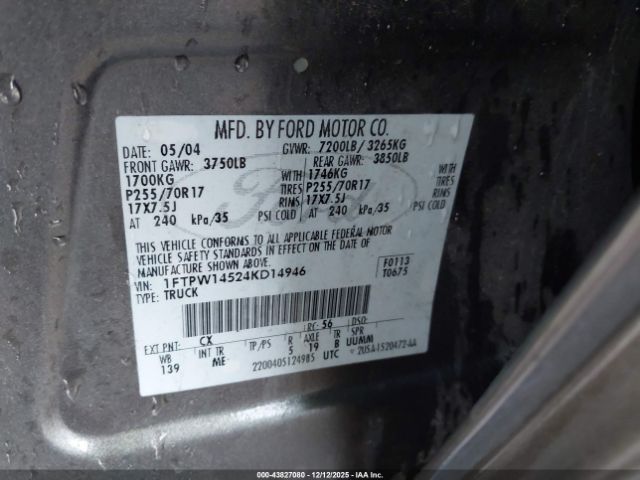 MFD. BY FORD MOTOR CO.
DATE: 05/04 GVWR: 7200LB/ 3265KG
FRONT GAWR: 3750LB REAR GAWR: 3850LB
1700KG WITH 1746KG WITH
P255/70R17 TIRES P255/70R17 TIRES
17X7.5J RIMS 17X7.5J RIMS
AT 240 kPa/35 PSI COLD AT 240 kPa/35 PSI COLD
THIS VEHICLE CONFORMS TO ALL APPLICABLE FEDERAL MOTOR
VEHICLE SAFETY STANDARDS IN EFFECT ON THE DATE OF
MANUFACTURE SHOWN ABOVE.
VIN: 1FTPW14524KD14946 F0113
TYPE: TRUCK T0675
EXT PNT: CX RC: 56 DSO:
WB INT TR TP/PS R AXLE TR SPR
139 ME 5 19 B UUMM
2200405124985 UTC 2U5A-1520472-AA
Ford
00-43827080 - 12/12/2025 - IAA, Inc.